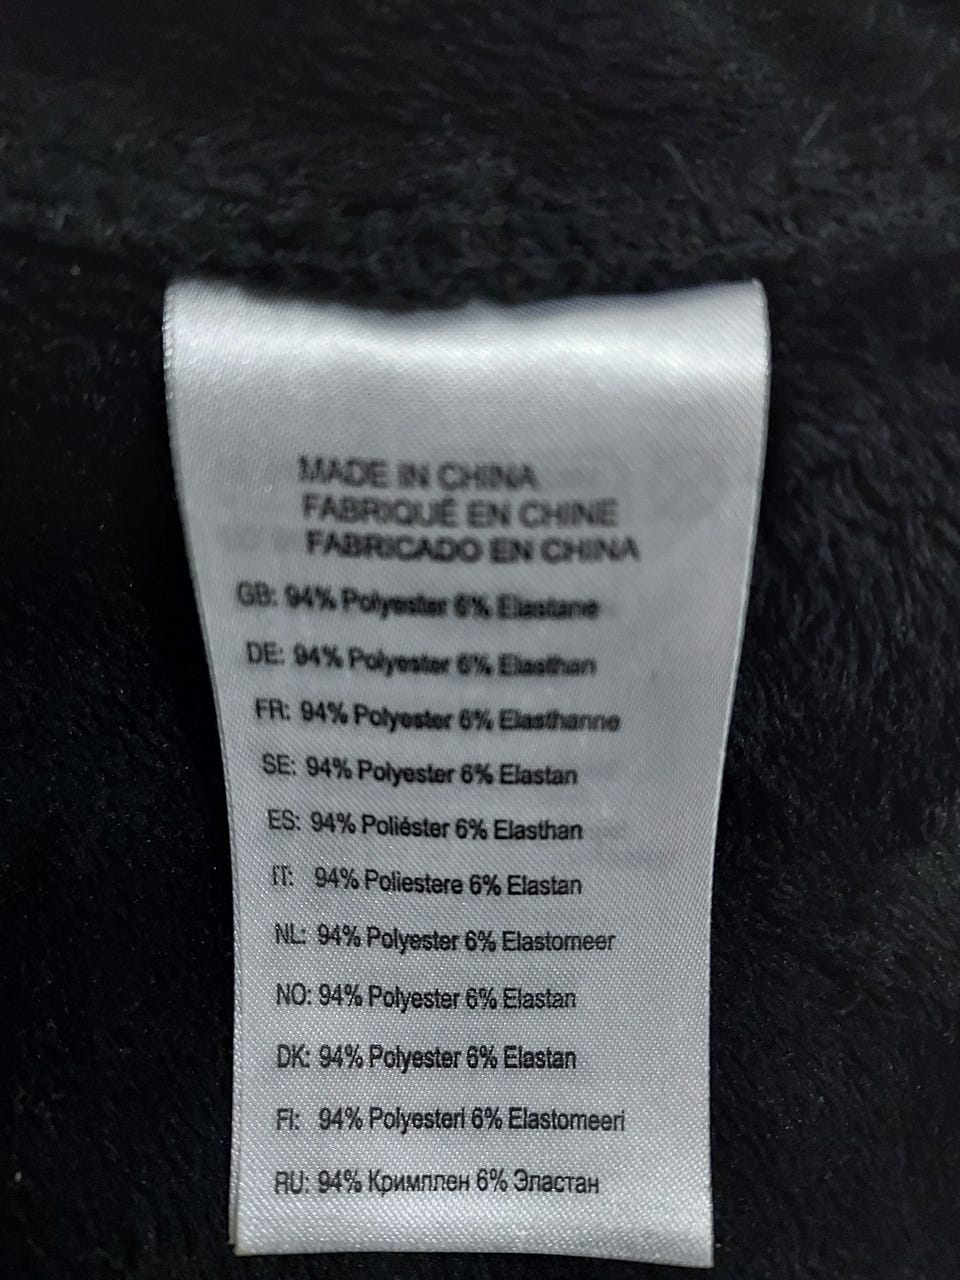 MADE IN CHINA
FABRIQUÉ EN CHINE
FABRICADO EN CHINA
GB: 94% Polyester 6% Elastane
DE: 94% Polyester 6% Elasthan
FR: 94% Polyester 6% Elasthanne
SE: 94% Polyester 6% Elastan
ES: 94% Poliéster 6% Elasthan
IT: 94% Poliestere 6% Elastan
NL: 94% Polyester 6% Elastomeer
NO: 94% Polyester 6% Elastan
DK: 94% Polyester 6% Elastan
FI: 94% Polyesterl 6% Elastomeeri
RU: 94% Кримплен 6% Эластан